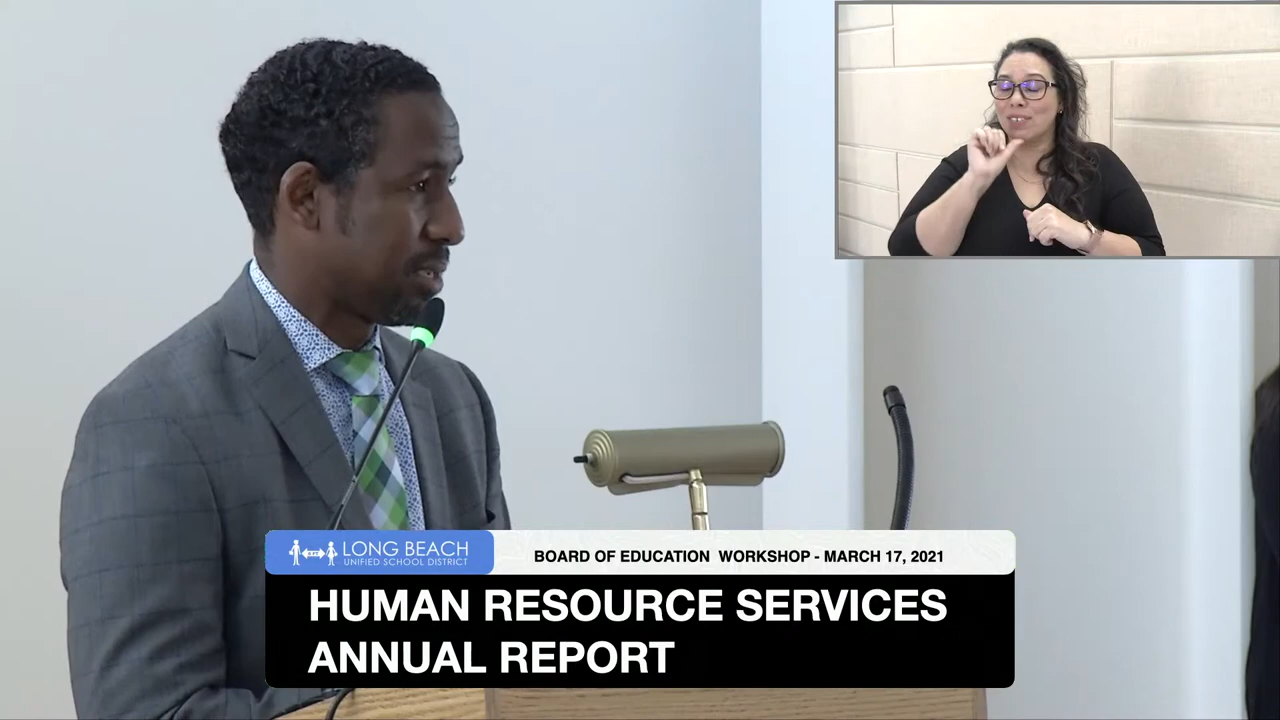 LONG BEACH
UNIFIED SCHOOL DISTRICT
BOARD OF EDUCATION WORKSHOP - MARCH 17, 2021
HUMAN RESOURCE SERVICES
ANNUAL REPORT